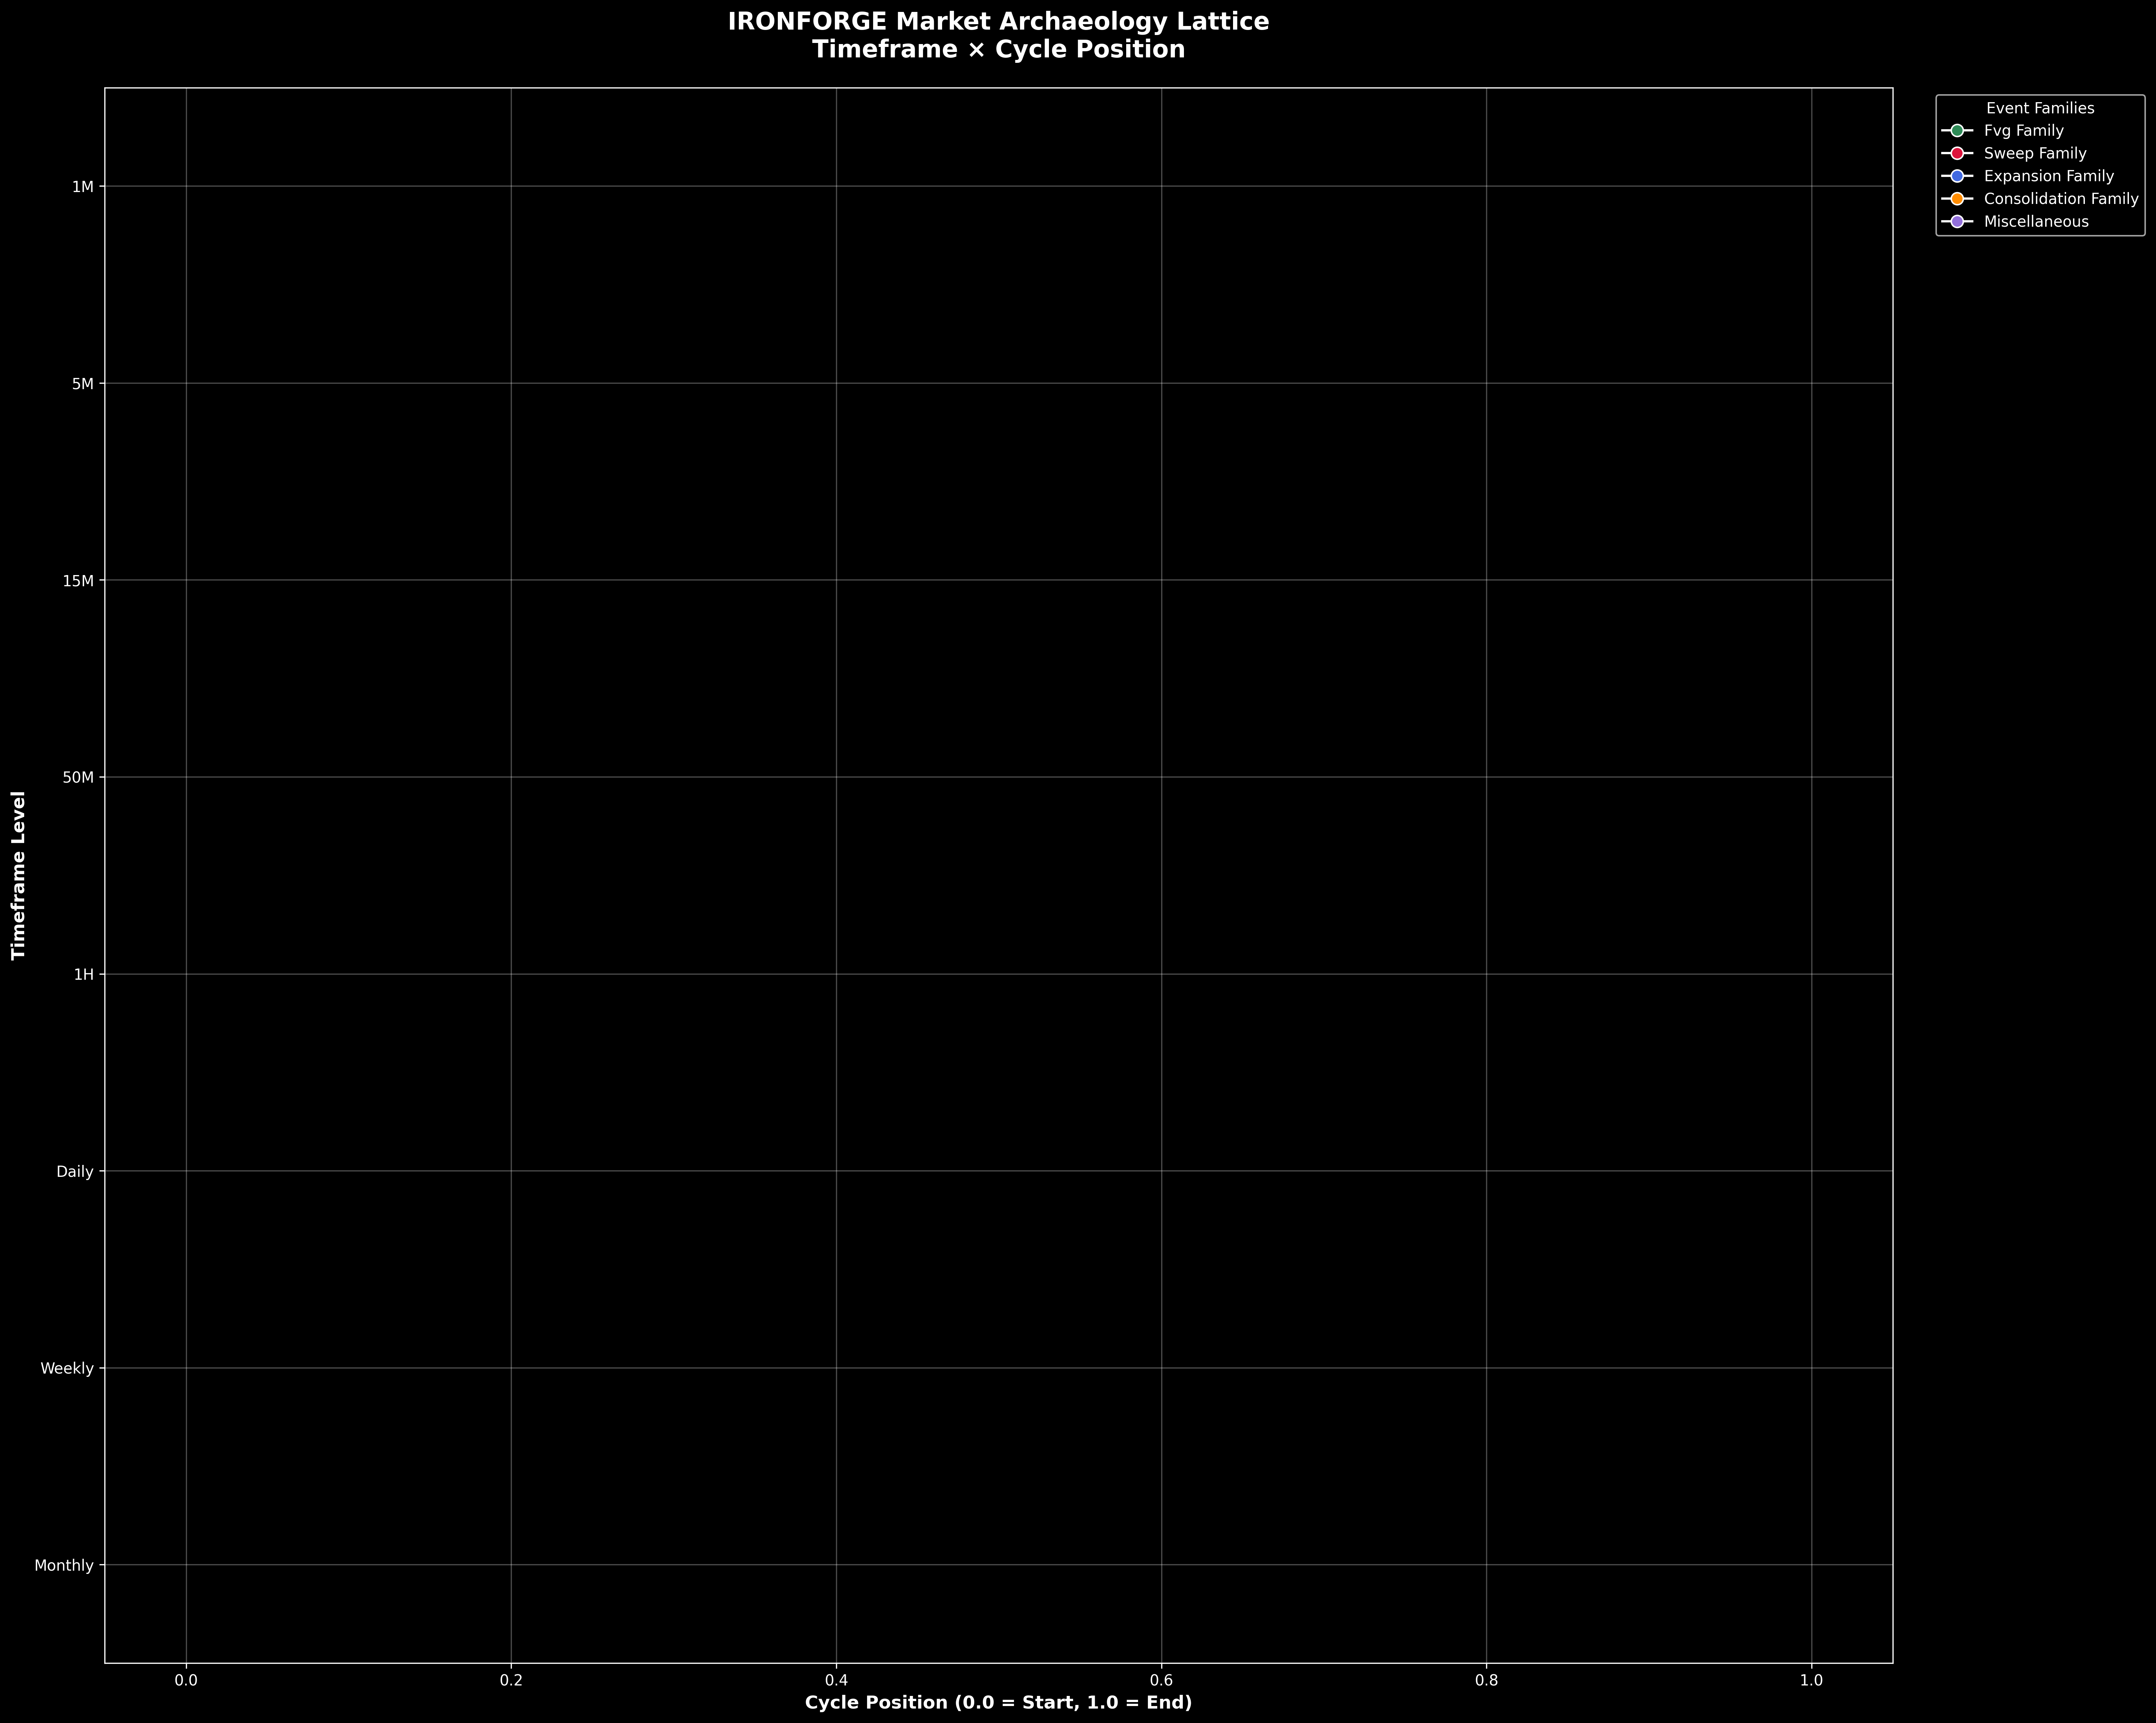 IRONFORGE Market Archaeology Lattice
Timeframe × Cycle Position
Event Families
Fvg Family
Sweep Family
Expansion Family
Consolidation Family
Miscellaneous
Timeframe Level
1M
5M
15M
50M
1H
Daily
Weekly
Monthly
0.0 0.2 0.4 0.6 0.8 1.0
Cycle Position (0.0 = Start, 1.0 = End)